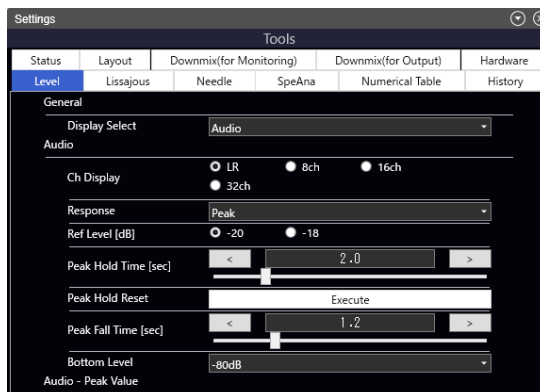 Settings
Tools
Status Layout Downmix(for Monitoring) Downmix(for Output) Hardware
Level Lissajous Needle SpeAna Numerical Table History
General
Display Select Audio
Audio
Ch Display LR 8ch 16ch
32ch
Response Peak
Ref Level [dB] -20 -18
Peak Hold Time [sec] < 2.0 >
Peak Hold Reset Execute
Peak Fall Time [sec] < 1.2 >
Bottom Level -80dB
Audio - Peak Value